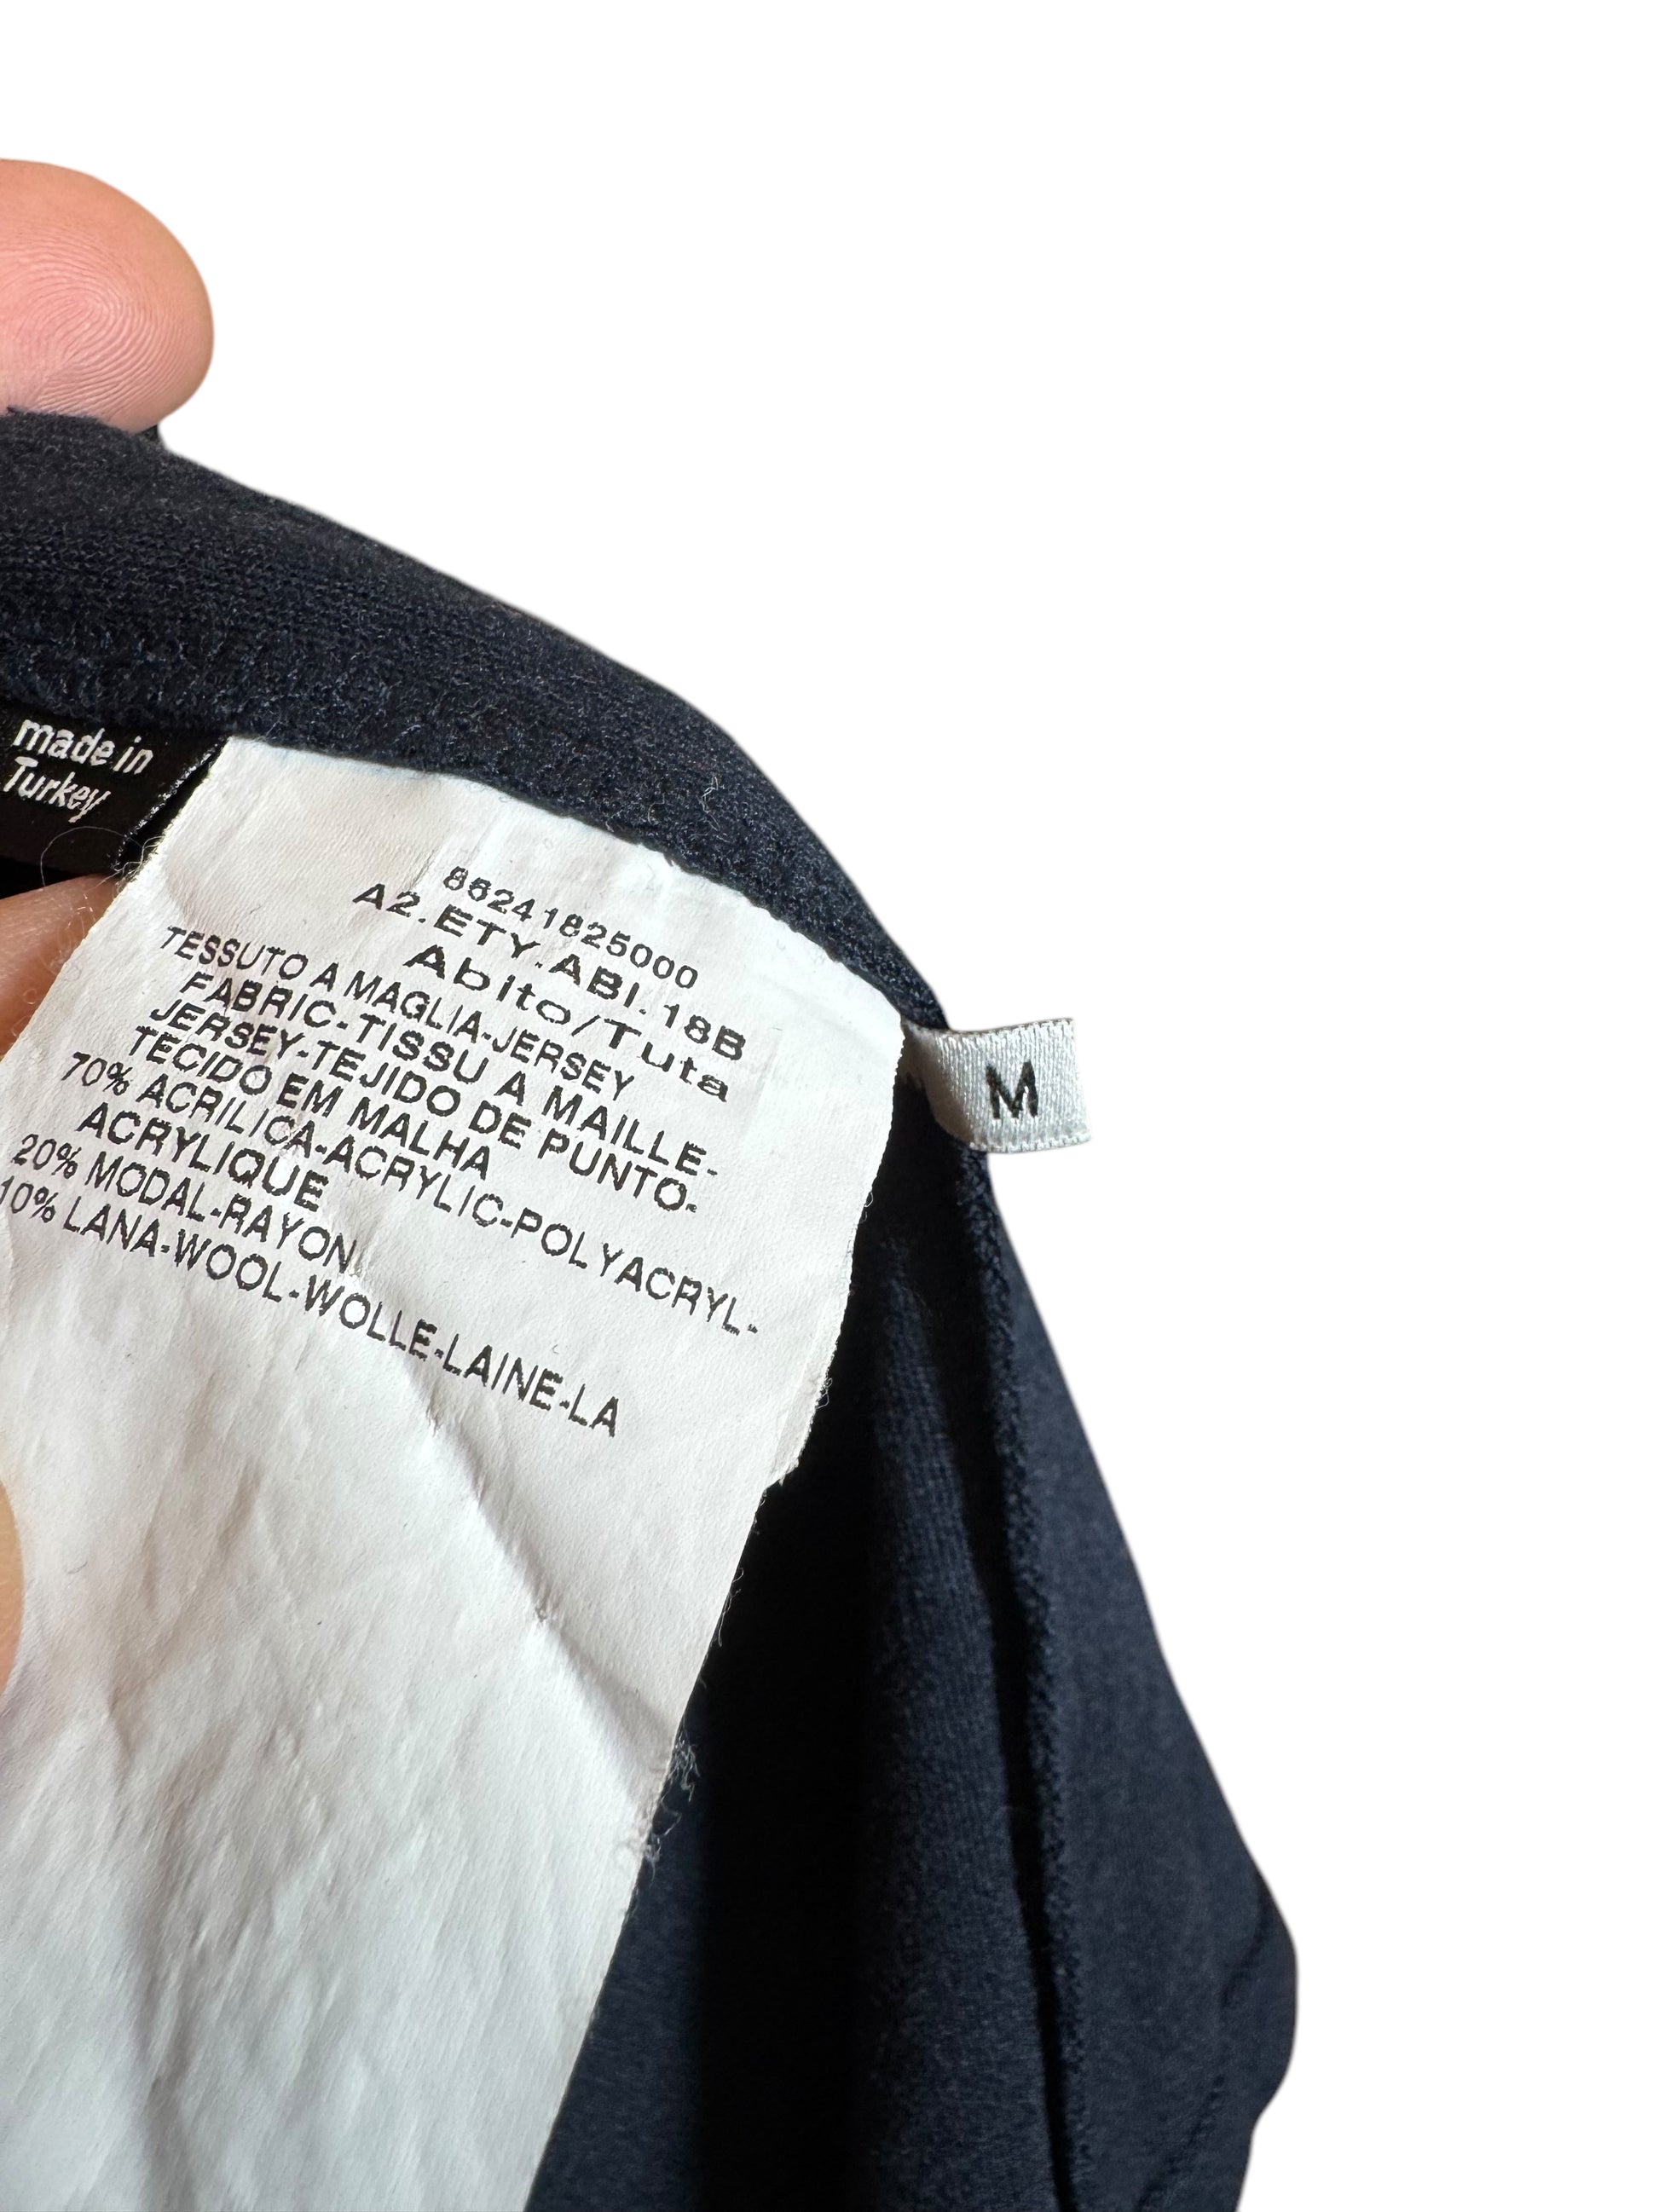 made in
Turkey
86241825000
A2.ETY.ABI.18B
Abito/Tuta
TESSUTO A MAGLIA-JERSEY
FABRIC-TISSU A MAILLE-
JERSEY-TEJIDO DE PUNTO-
TECIDO EM MALHA
70% ACRILICA-ACRYLIC-POLYACRYL-
ACRYLIQUE
20% MODAL-RAYON
10% LANA-WOOL-WOLLE-LAINE-LA
M